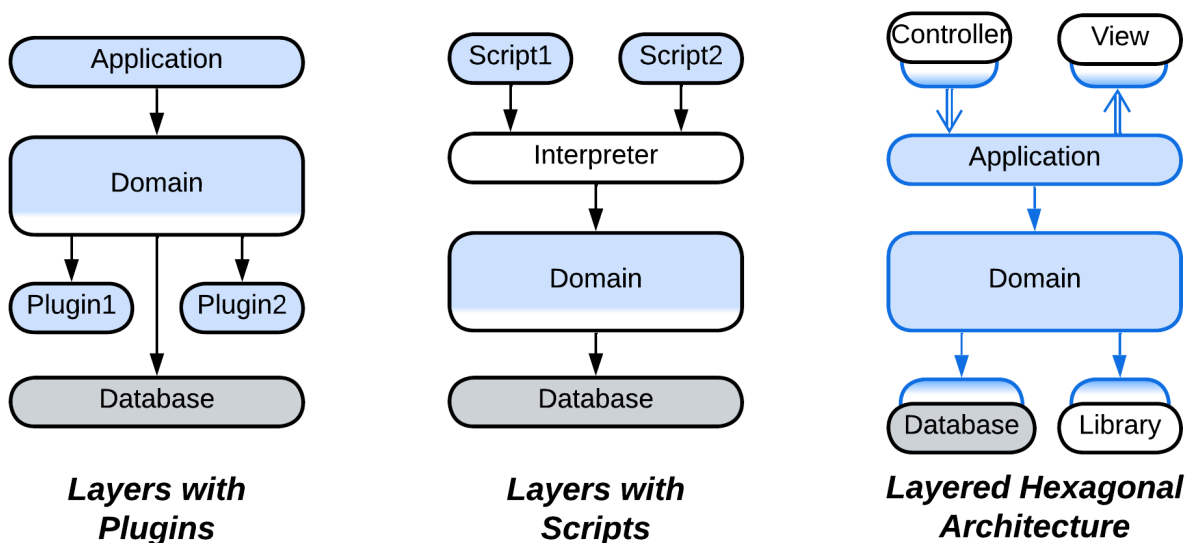 Application
Domain
Plugin1
Plugin2
Database
Layers with
Plugins
Script1
Script2
Interpreter
Domain
Database
Layers with
Scripts
Controller
View
Application
Domain
Database
Library
Layered Hexagonal
Architecture